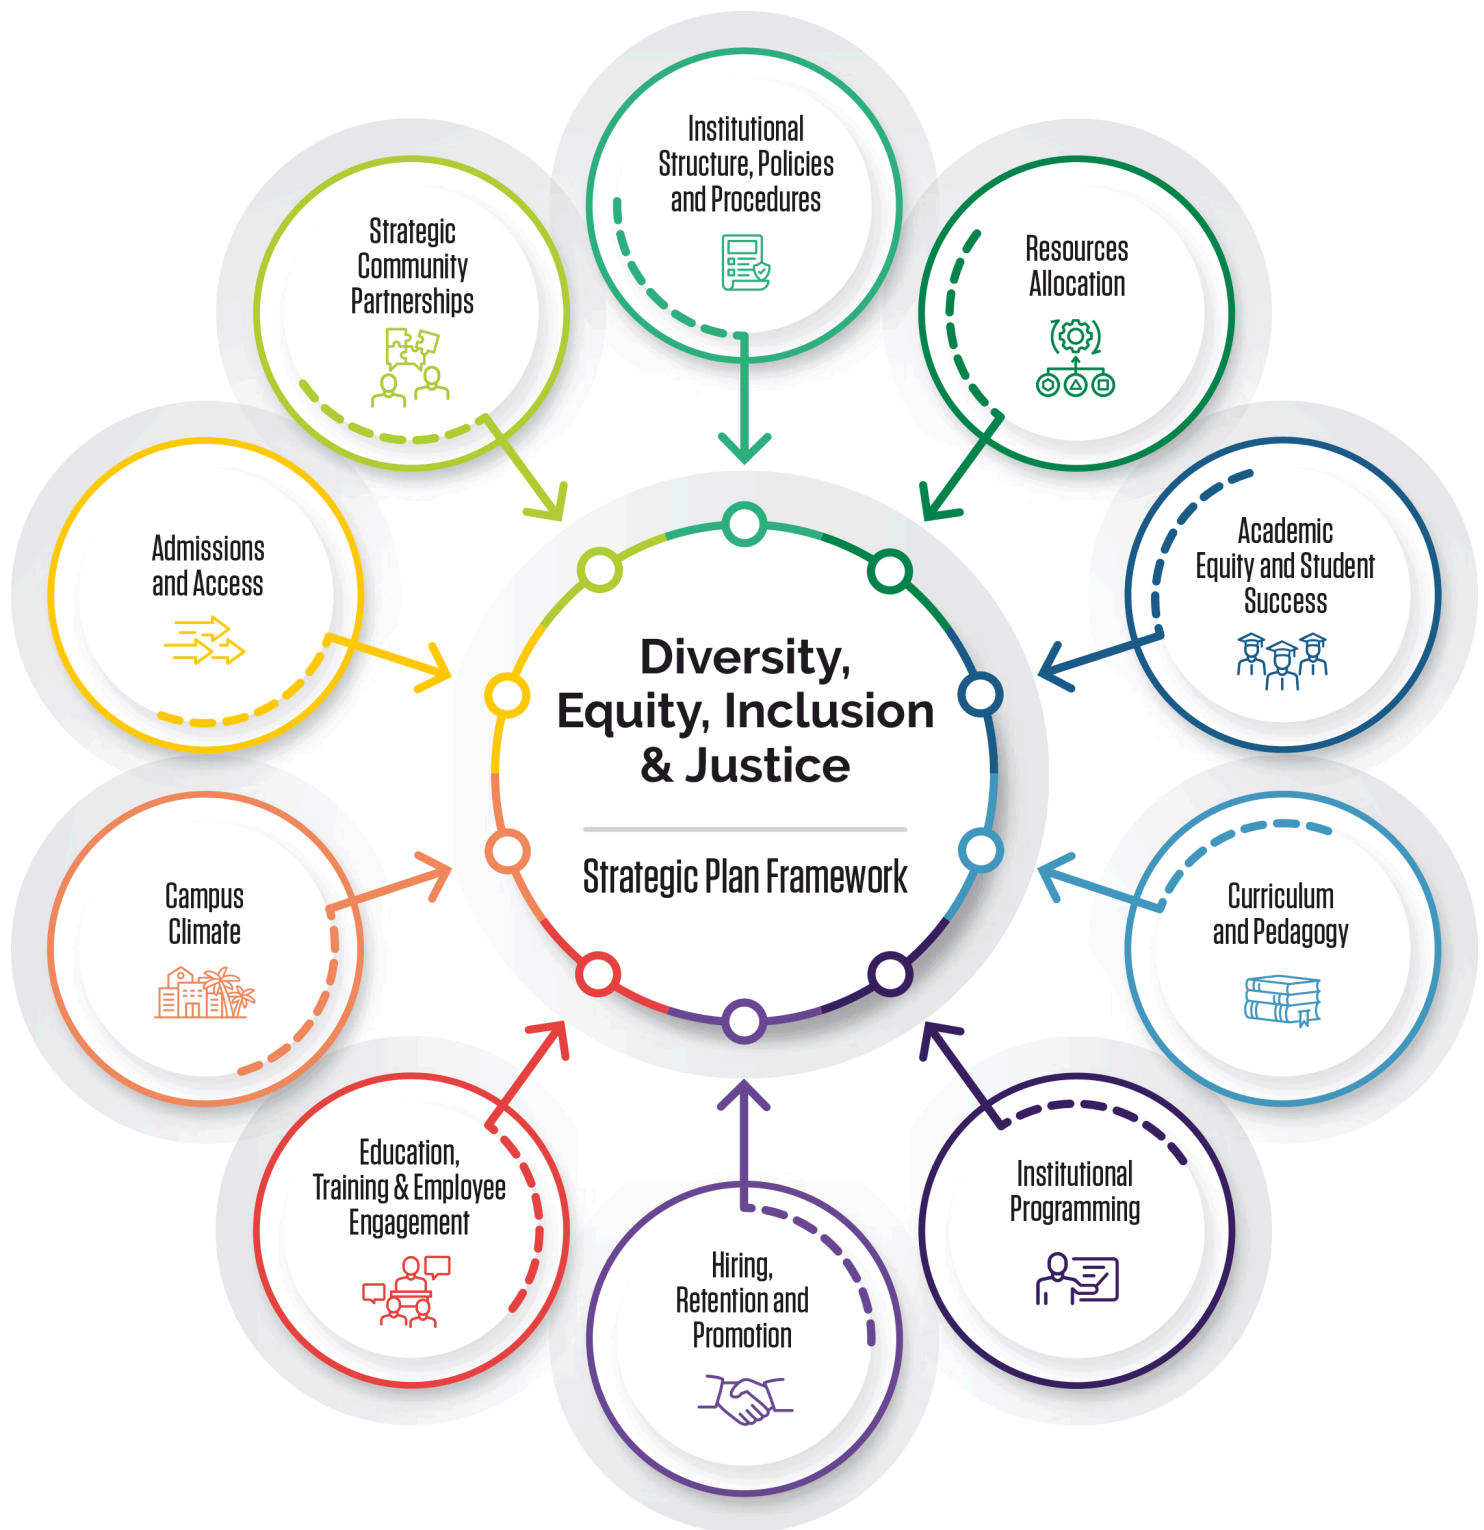 Institutional
Structure, Policies
and Procedures
Resources
Allocation
Academic
Equity and Student
Success
Curriculum
and Pedagogy
Institutional
Programming
Hiring,
Retention and
Promotion
Education,
Training & Employee
Engagement
Campus
Climate
Admissions
and Access
Strategic
Community
Partnerships
Diversity,
Equity, Inclusion
& Justice
Strategic Plan Framework